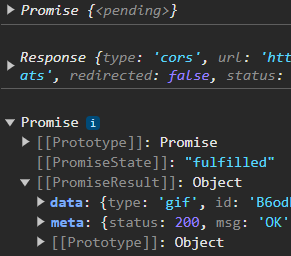 Promise {<pending>}
Response {type: 'cors', url: 'htt
ats', redirected: false, status:
Promise i
[[Prototype]]: Promise
[[PromiseState]]: "fulfilled"
[[PromiseResult]]: Object
data: {type: 'gif', id: 'B6odl
meta: {status: 200, msg: 'OK'
[[Prototype]]: Object